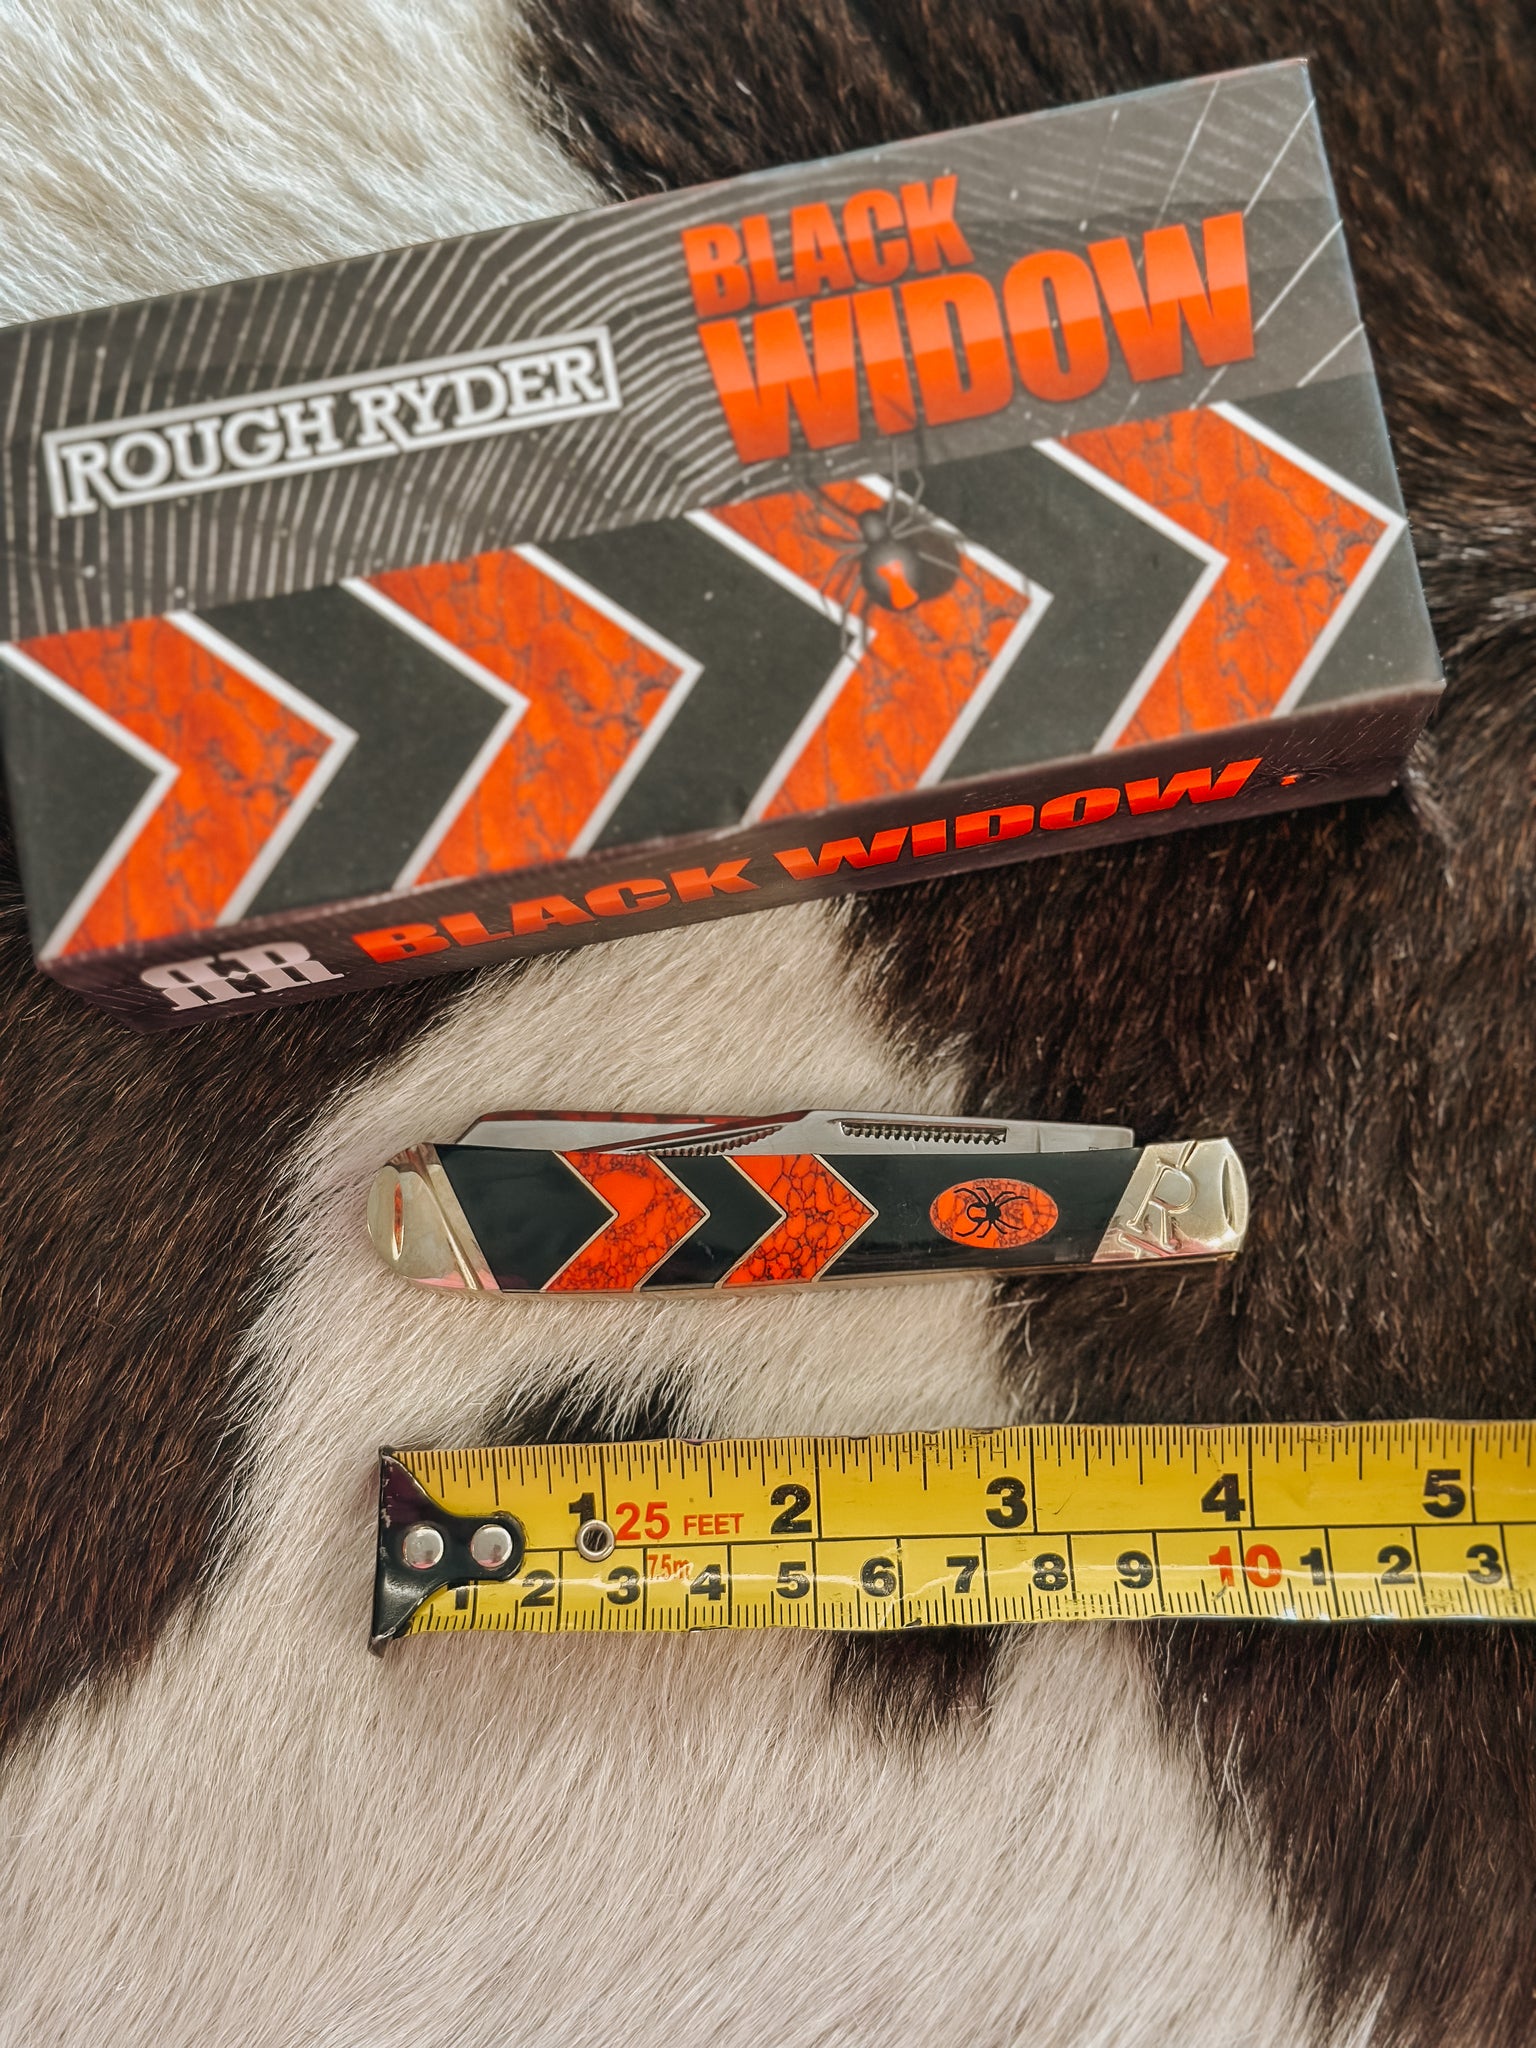 BLACK
WIDOW
ROUGH RYDER
RR BLACK WIDOW
R
1 25 FEET 2 3 4 5
1 2 3 7.5m 4 5 6 7 8 9 10 1 2 3